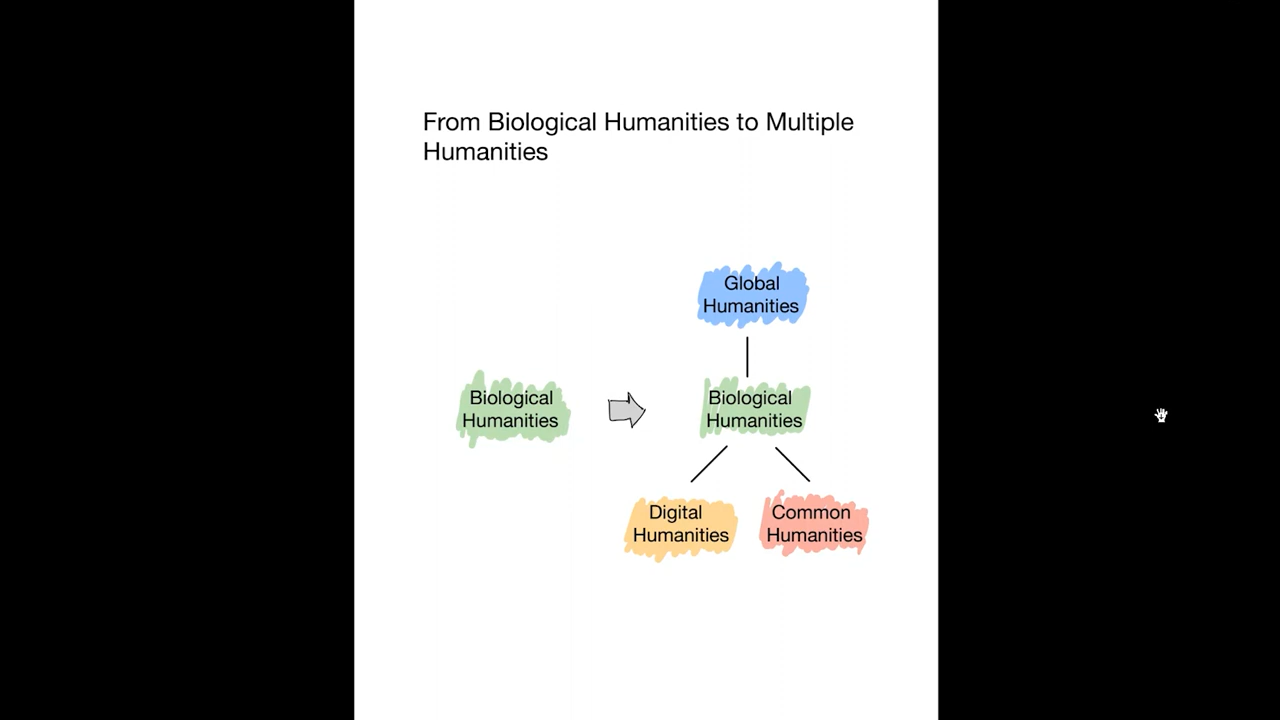 From Biological Humanities to Multiple
Humanities
Global
Humanities
Biological
Humanities
Biological
Humanities
Digital
Humanities
Common
Humanities